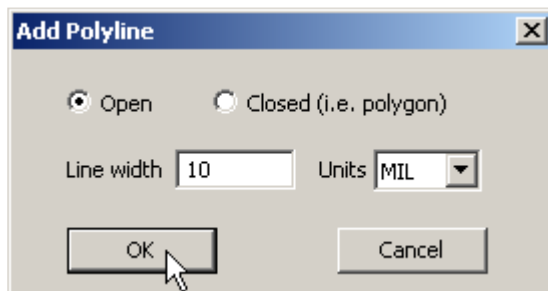 Add Polyline
Open Closed (i.e. polygon)
Line width 10 Units MIL
OK Cancel